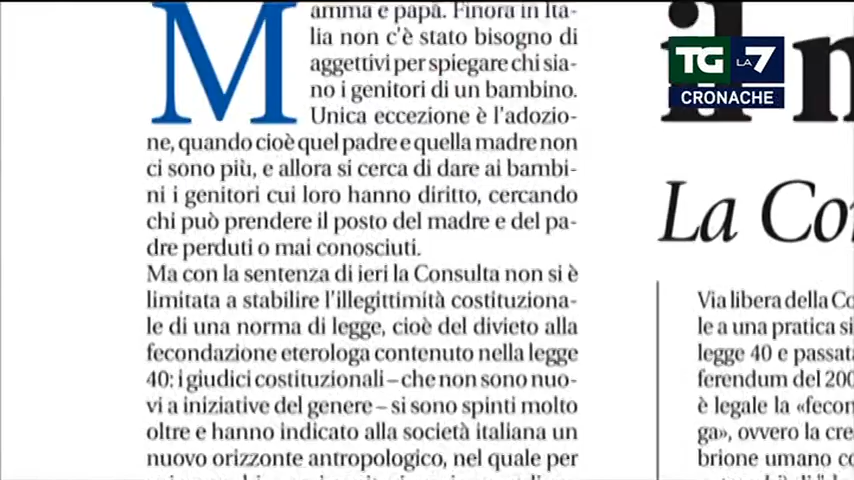 Mamma e papà. Finora in Ita-
lia non c'è stato bisogno di
aggettivi per spiegare chi sia-
no i genitori di un bambino.
Unica eccezione è l'adozio-
ne, quando cioè quel padre e quella madre non
ci sono più, e allora si cerca di dare ai bambi-
ni i genitori cui loro hanno diritto, cercando
chi può prendere il posto del madre e del pa-
dre perduti o mai conosciuti.
Ma con la sentenza di ieri la Consulta non si è
limitata a stabilire l'illegittimità costituziona-
le di una norma di legge, cioè del divieto alla
fecondazione eterologa contenuto nella legge
40: i giudici costituzionali – che non sono nuo-
vi a iniziative del genere – si sono spinti molto
oltre e hanno indicato alla società italiana un
nuovo orizzonte antropologico, nel quale per
TG LA7
CRONACHE
il
La Co
Via libera della Co
le a una pratica si
legge 40 e passata
ferendum del 200
è legale la «fecon
ga», ovvero la cre
brione umano co